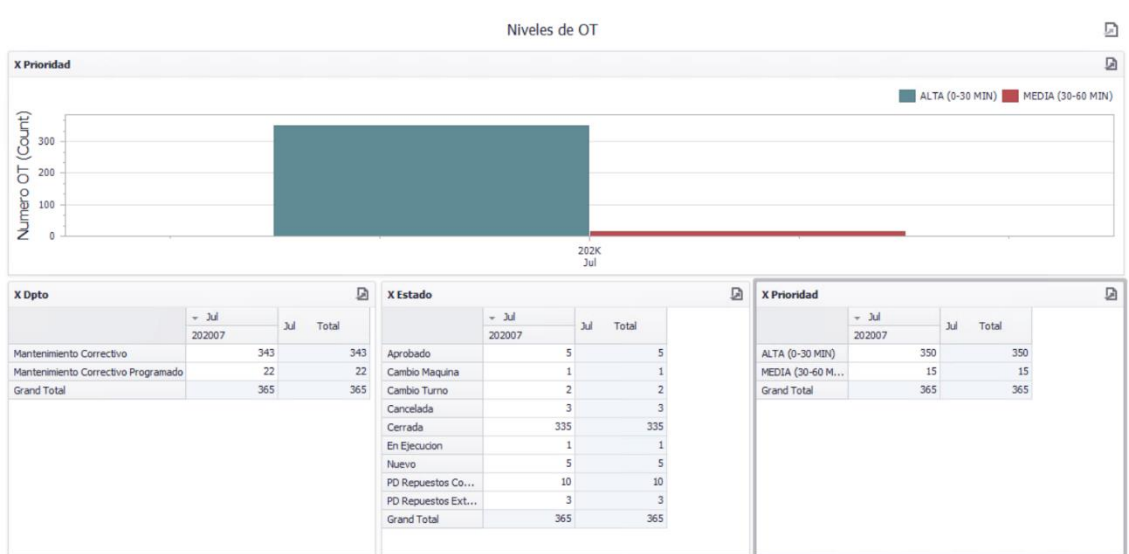 Niveles de OT
X Prioridad
ALTA (0-30 MIN) MEDIA (30-60 MIN)
Numero OT (Count)
300
200
100
0
202K
Jul
X Dpto
Jul Jul Total
202007
Mantenimiento Correctivo 343 343
Mantenimiento Correctivo Programado 22 22
Grand Total 365 365
X Estado
Jul Jul Total
202007
Aprobado 5 5
Cambio Maquina 1 1
Cambio Turno 2 2
Cancelada 3 3
Cerrada 335 335
En Ejecucion 1 1
Nuevo 5 5
PD Repuestos Co... 10 10
PD Repuestos Ext... 3 3
Grand Total 365 365
X Prioridad
Jul Jul Total
202007
ALTA (0-30 MIN) 350 350
MEDIA (30-60 M... 15 15
Grand Total 365 365